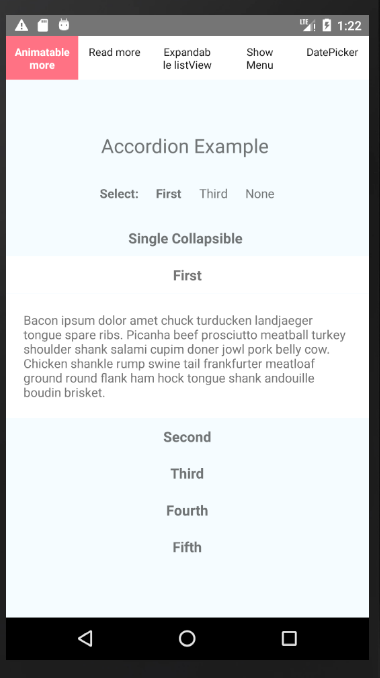 LTE 1:22
Animatable more
Read more
Expandab
le listView
Show
Menu
DatePicker
Accordion Example
Select: First Third None
Single Collapsible
First
Bacon ipsum dolor amet chuck turducken landjaeger
tongue spare ribs. Picanha beef prosciutto meatball turkey
shoulder shank salami cupim doner jowl pork belly cow.
Chicken shankle rump swine tail frankfurter meatloaf
ground round flank ham hock tongue shank andouille
boudin brisket.
Second
Third
Fourth
Fifth